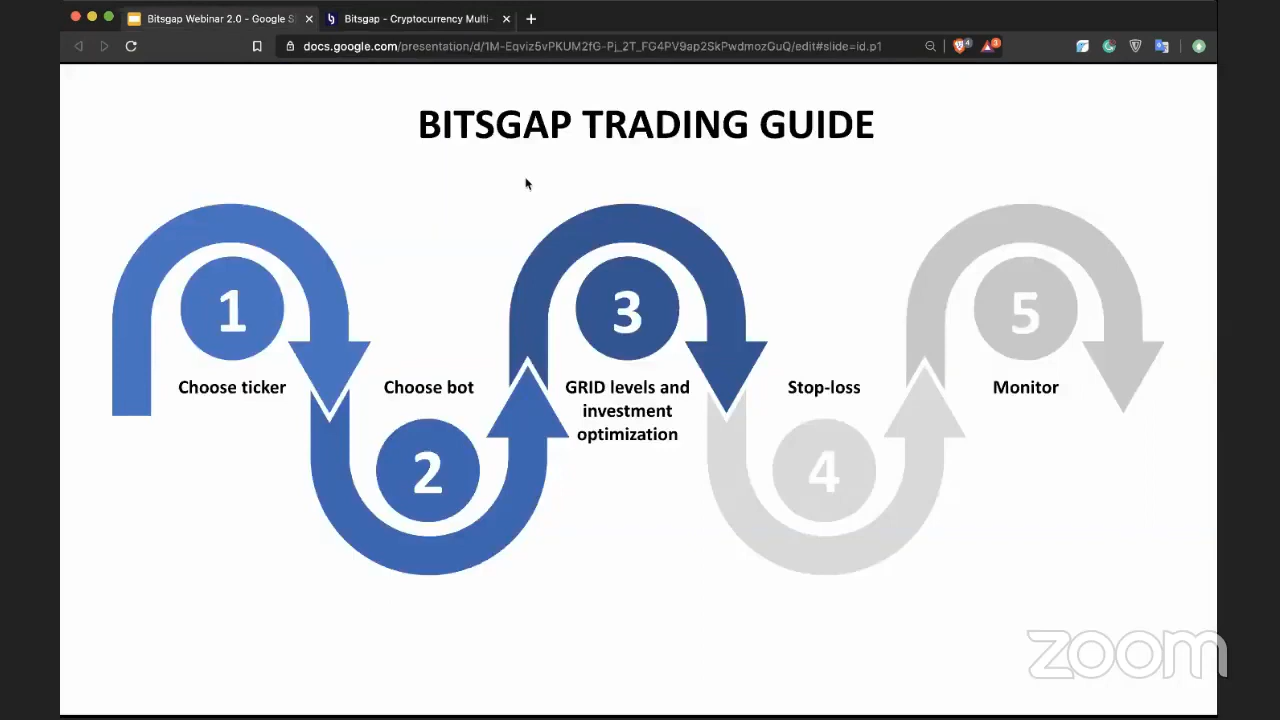 Bitsgap Webinar 2.0 - Google S
Bitsgap - Cryptocurrency Multi-
docs.google.com/presentation/d/1M-Eqviz5vPKUM2fG-Pj_2T_FG4PV9ap2SkPwdmozGuQ/edit#slide=id.p1
4
3
BITSGAP TRADING GUIDE
1
Choose ticker
2
Choose bot
3
GRID levels and
investment
optimization
4
Stop-loss
5
Monitor
zoom